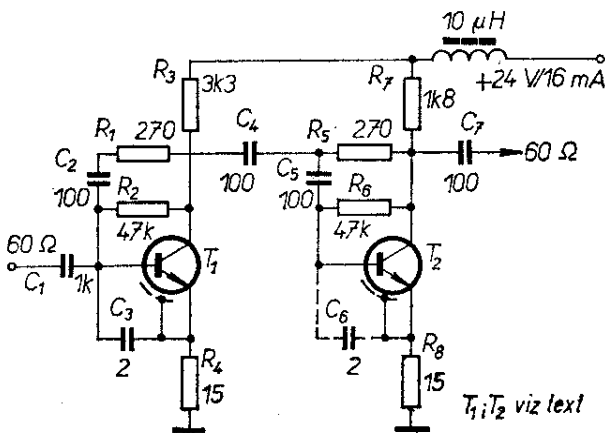 10 µH
R3
3k3
R7
1k8
+24 V/16 mA
R1
270
C4
100
R5
270
C7
100
60 Ω
C2
100
R2
47k
C5
100
R6
47k
60 Ω
C1
1k
T1
T2
C3
2
C6
2
R4
15
R8
15
T1; T2 viz text